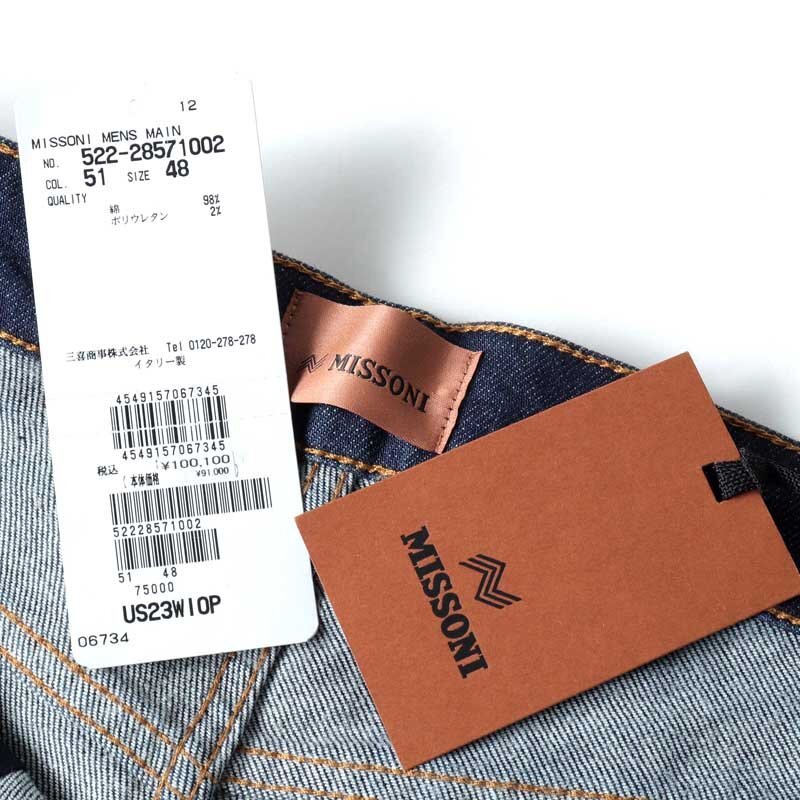 12
MISSONI MENS MAIN
NO. 522-28571002
COL. 51 SIZE 48
QUALITY
綿 98%
ポリウレタン 2%
三喜商事株式会社 Tel 0120-278-278
イタリー製
4549157067345
4549157067345
税込 ¥100,100
(本体価格 ¥91,000)
52228571002
51 48
75000
US23WI0P
06734
MISSONI
MISSONI